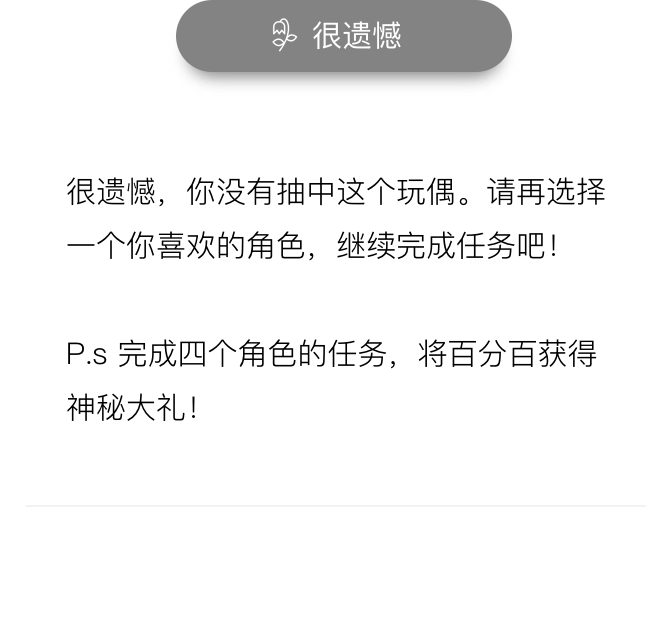 很遗憾
很遗憾，你没有抽中这个玩偶。请再选择
一个你喜欢的角色，继续完成任务吧！
P.s 完成四个角色的任务，将百分百获得
神秘大礼！